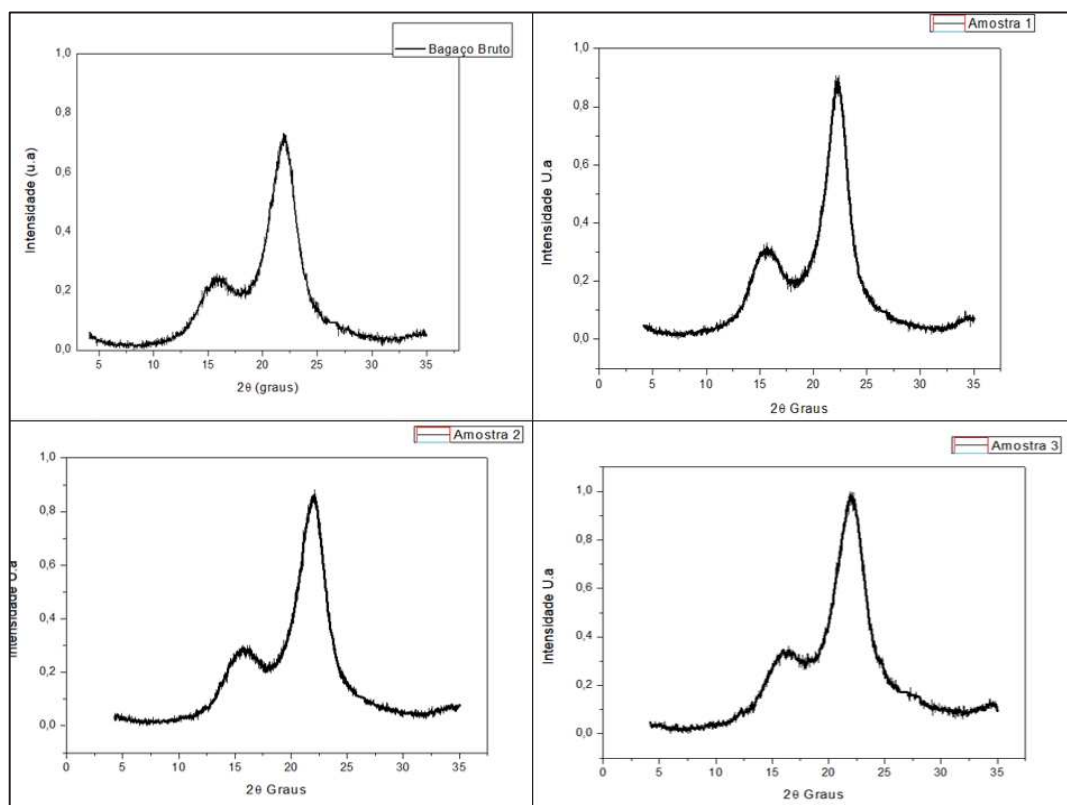 Bagaço Bruto
1,0
0,8
0,6
0,4
0,2
0,0
Intensidade (u.a)
5 10 15 20 25 30 35
2θ (graus)
Amostra 1
1,0
0,8
0,6
0,4
0,2
0,0
Intensidade U.a
0 5 10 15 20 25 30 35
2θ Graus
Amostra 2
1,0
0,8
0,6
0,4
0,2
0,0
Intensidade U.a
0 5 10 15 20 25 30 35
2θ Graus
Amostra 3
1,0
0,8
0,6
0,4
0,2
0,0
Intensidade U.a
0 5 10 15 20 25 30 35
2θ Graus